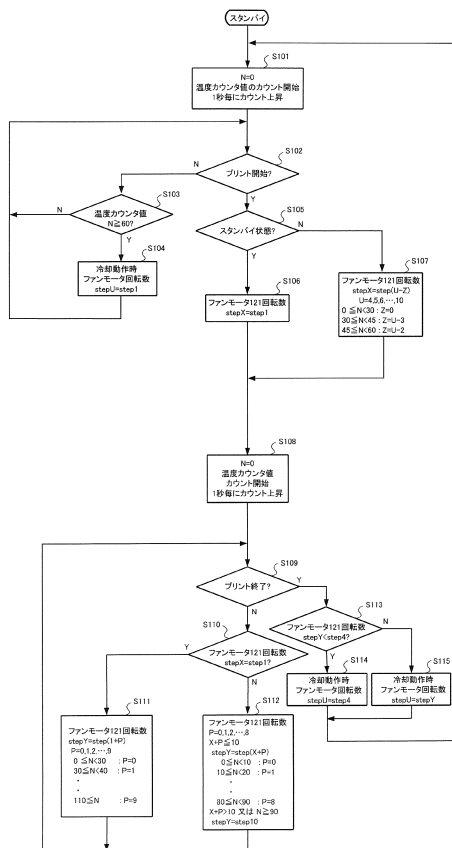 スタンバイ
S101
N=0
温度カウンタ値のカウント開始
1秒毎にカウント上昇
S102
プリント開始?
N
Y
S103
温度カウンタ値
N≧60?
N
Y
S104
冷却動作時
ファンモータ回転数
stepU=step1
S105
スタンバイ状態?
N
Y
S106
ファンモータ121回転数
stepX=step1
S107
ファンモータ121回転数
stepX=step(U-Z)
U=4,5,6,…,10
0 ≦N<30 : Z=0
30≦N<45 : Z=U-3
45≦N<60 : Z=U-2
S108
N=0
温度カウンタ値
カウント開始
1秒毎にカウント上昇
S109
プリント終了?
Y
N
S110
ファンモータ121回転数
stepX=step1?
Y
N
S113
ファンモータ121回転数
stepY<step4?
N
Y
S114
冷却動作時
ファンモータ回転数
stepU=step4
S115
冷却動作時
ファンモータ回転数
stepU=stepY
S111
ファンモータ121回転数
stepY=step(1+P)
P=0,1,2,…,9
0 ≦N<30 : P=0
30≦N<40 : P=1
・
・
110≦N : P=9
S112
ファンモータ121回転数
P=0,1,2,…,8
X+P≦10
stepY=step(X+P)
0≦N<10 : P=0
10≦N<20 : P=1
・
・
80≦N<90 : P=8
X+P>10 又は N≧90
stepY=step10